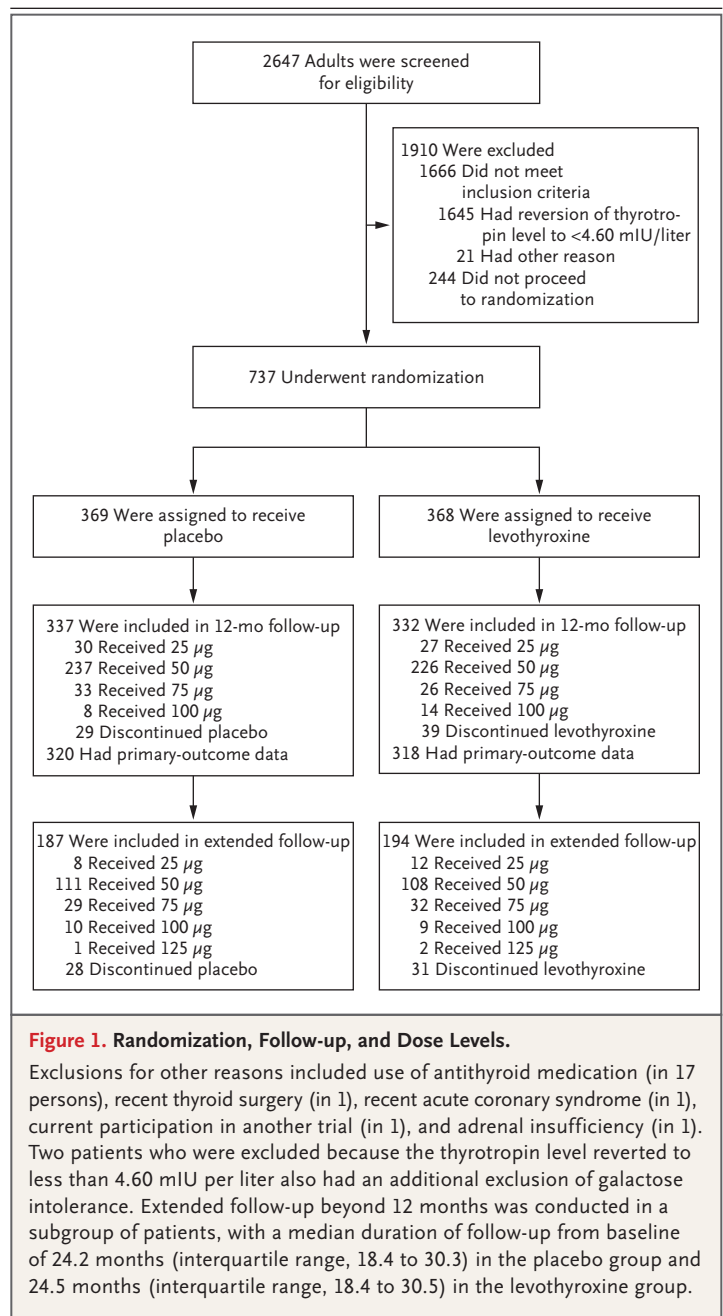 2647 Adults were screened
for eligibility
1910 Were excluded
1666 Did not meet
inclusion criteria
1645 Had reversion of thyrotro-
pin level to <4.60 mIU/liter
21 Had other reason
244 Did not proceed
to randomization
737 Underwent randomization
369 Were assigned to receive
placebo
368 Were assigned to receive
levothyroxine
337 Were included in 12-mo follow-up
30 Received 25 µg
237 Received 50 µg
33 Received 75 µg
8 Received 100 µg
29 Discontinued placebo
320 Had primary-outcome data
332 Were included in 12-mo follow-up
27 Received 25 µg
226 Received 50 µg
26 Received 75 µg
14 Received 100 µg
39 Discontinued levothyroxine
318 Had primary-outcome data
187 Were included in extended follow-up
8 Received 25 µg
111 Received 50 µg
29 Received 75 µg
10 Received 100 µg
1 Received 125 µg
28 Discontinued placebo
194 Were included in extended follow-up
12 Received 25 µg
108 Received 50 µg
32 Received 75 µg
9 Received 100 µg
2 Received 125 µg
31 Discontinued levothyroxine
Figure 1. Randomization, Follow-up, and Dose Levels.
Exclusions for other reasons included use of antithyroid medication (in 17
persons), recent thyroid surgery (in 1), recent acute coronary syndrome (in 1),
current participation in another trial (in 1), and adrenal insufficiency (in 1).
Two patients who were excluded because the thyrotropin level reverted to
less than 4.60 mIU per liter also had an additional exclusion of galactose
intolerance. Extended follow-up beyond 12 months was conducted in a
subgroup of patients, with a median duration of follow-up from baseline
of 24.2 months (interquartile range, 18.4 to 30.3) in the placebo group and
24.5 months (interquartile range, 18.4 to 30.5) in the levothyroxine group.